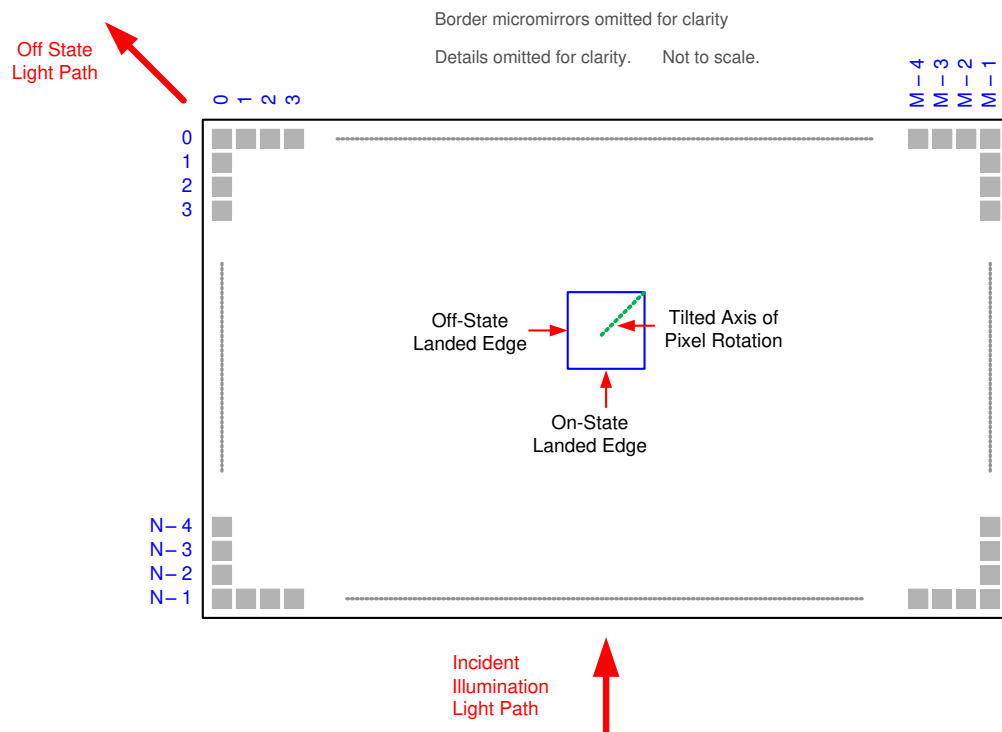 Border micromirrors omitted for clarity
Details omitted for clarity. Not to scale.
Off State
Light Path
0 1 2 3
M – 4 M – 3 M – 2 M – 1
0
1
2
3
Off-State
Landed Edge
Tilted Axis of
Pixel Rotation
On-State
Landed Edge
N – 4
N – 3
N – 2
N – 1
Incident
Illumination
Light Path